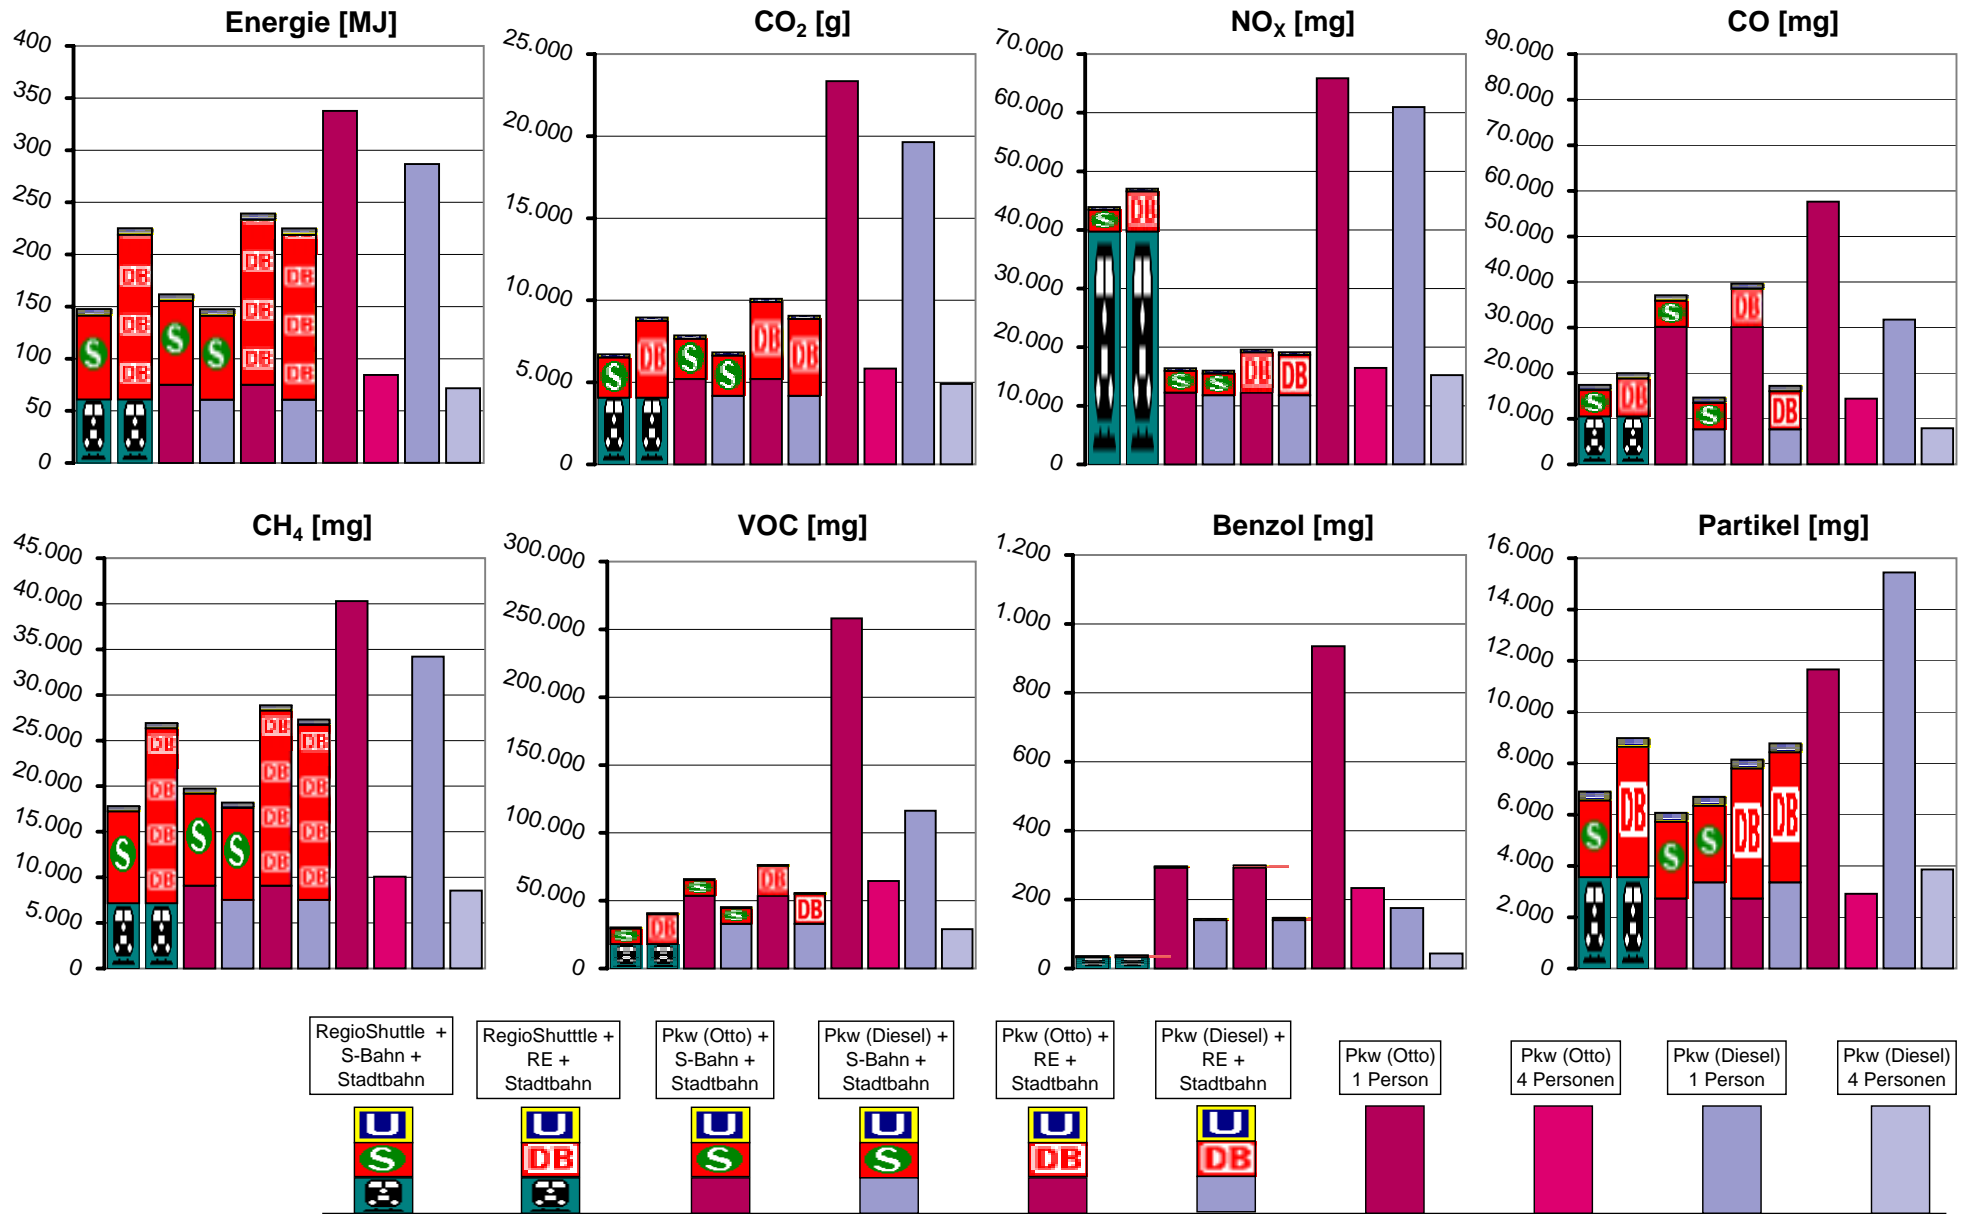 Energie [MJ]
400
350
300
250
200
150
100
50
0
CO₂ [g]
25.000
20.000
15.000
10.000
5.000
0
NOX [mg]
70.000
60.000
50.000
40.000
30.000
20.000
10.000
0
CO [mg]
90.000
80.000
70.000
60.000
50.000
40.000
30.000
20.000
10.000
0
CH₄ [mg]
45.000
40.000
35.000
30.000
25.000
20.000
15.000
10.000
5.000
0
VOC [mg]
300.000
250.000
200.000
150.000
100.000
50.000
0
Benzol [mg]
1.200
1.000
800
600
400
200
0
Partikel [mg]
16.000
14.000
12.000
10.000
8.000
6.000
4.000
2.000
0
RegioShuttle +
S-Bahn +
Stadtbahn
RegioShutttle +
RE +
Stadtbahn
Pkw (Otto) +
S-Bahn +
Stadtbahn
Pkw (Diesel) +
S-Bahn +
Stadtbahn
Pkw (Otto) +
RE +
Stadtbahn
Pkw (Diesel) +
RE +
Stadtbahn
Pkw (Otto)
1 Person
Pkw (Otto)
4 Personen
Pkw (Diesel)
1 Person
Pkw (Diesel)
4 Personen
U U U U U U
S DB S S DB DB